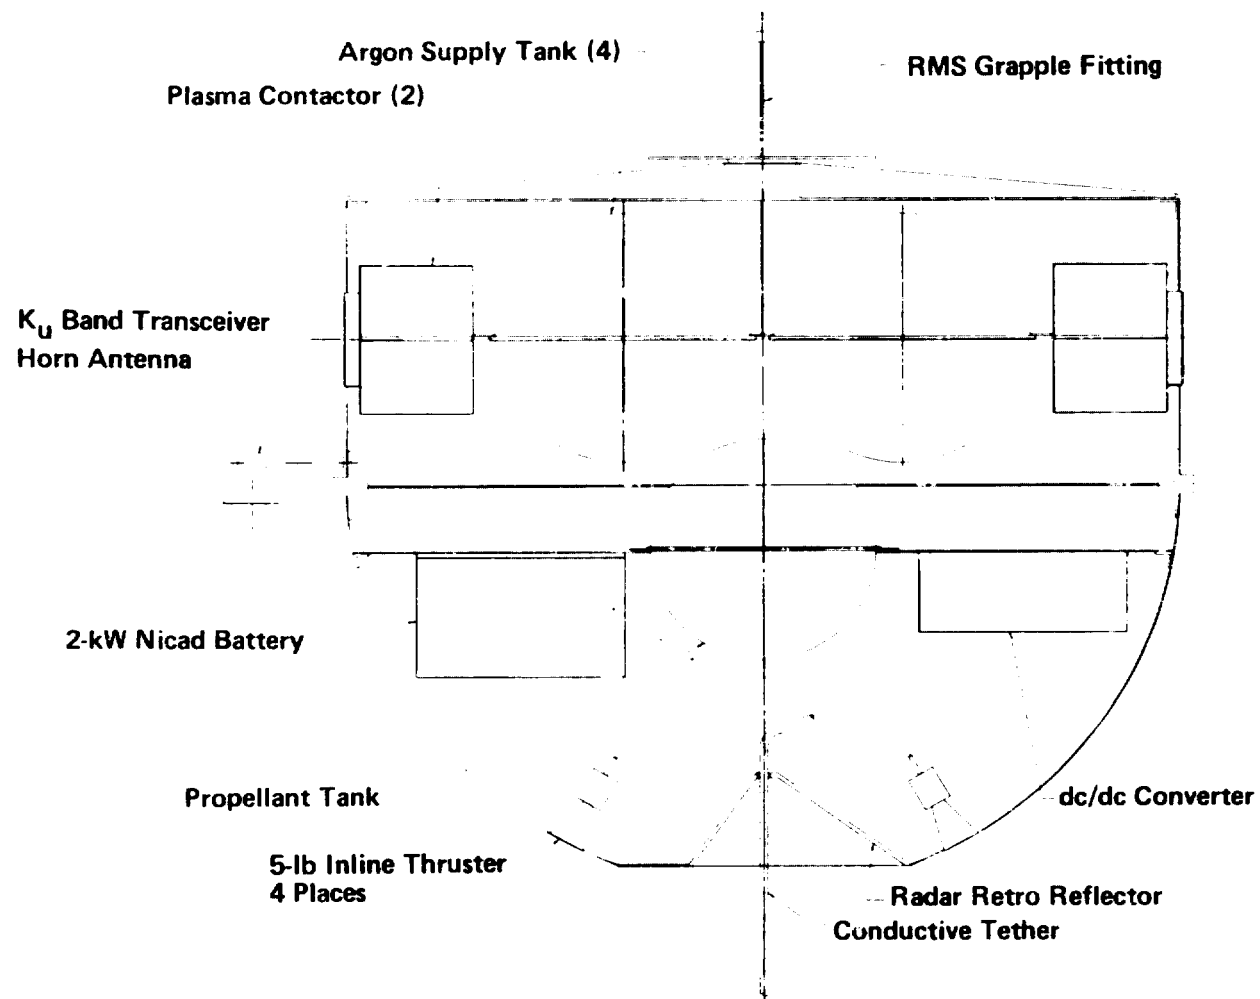 Argon Supply Tank (4)
RMS Grapple Fitting
Plasma Contactor (2)
Ku Band Transceiver
Horn Antenna
2-kW Nicad Battery
Propellant Tank
dc/dc Converter
5-lb Inline Thruster
4 Places
Radar Retro Reflector
Conductive Tether